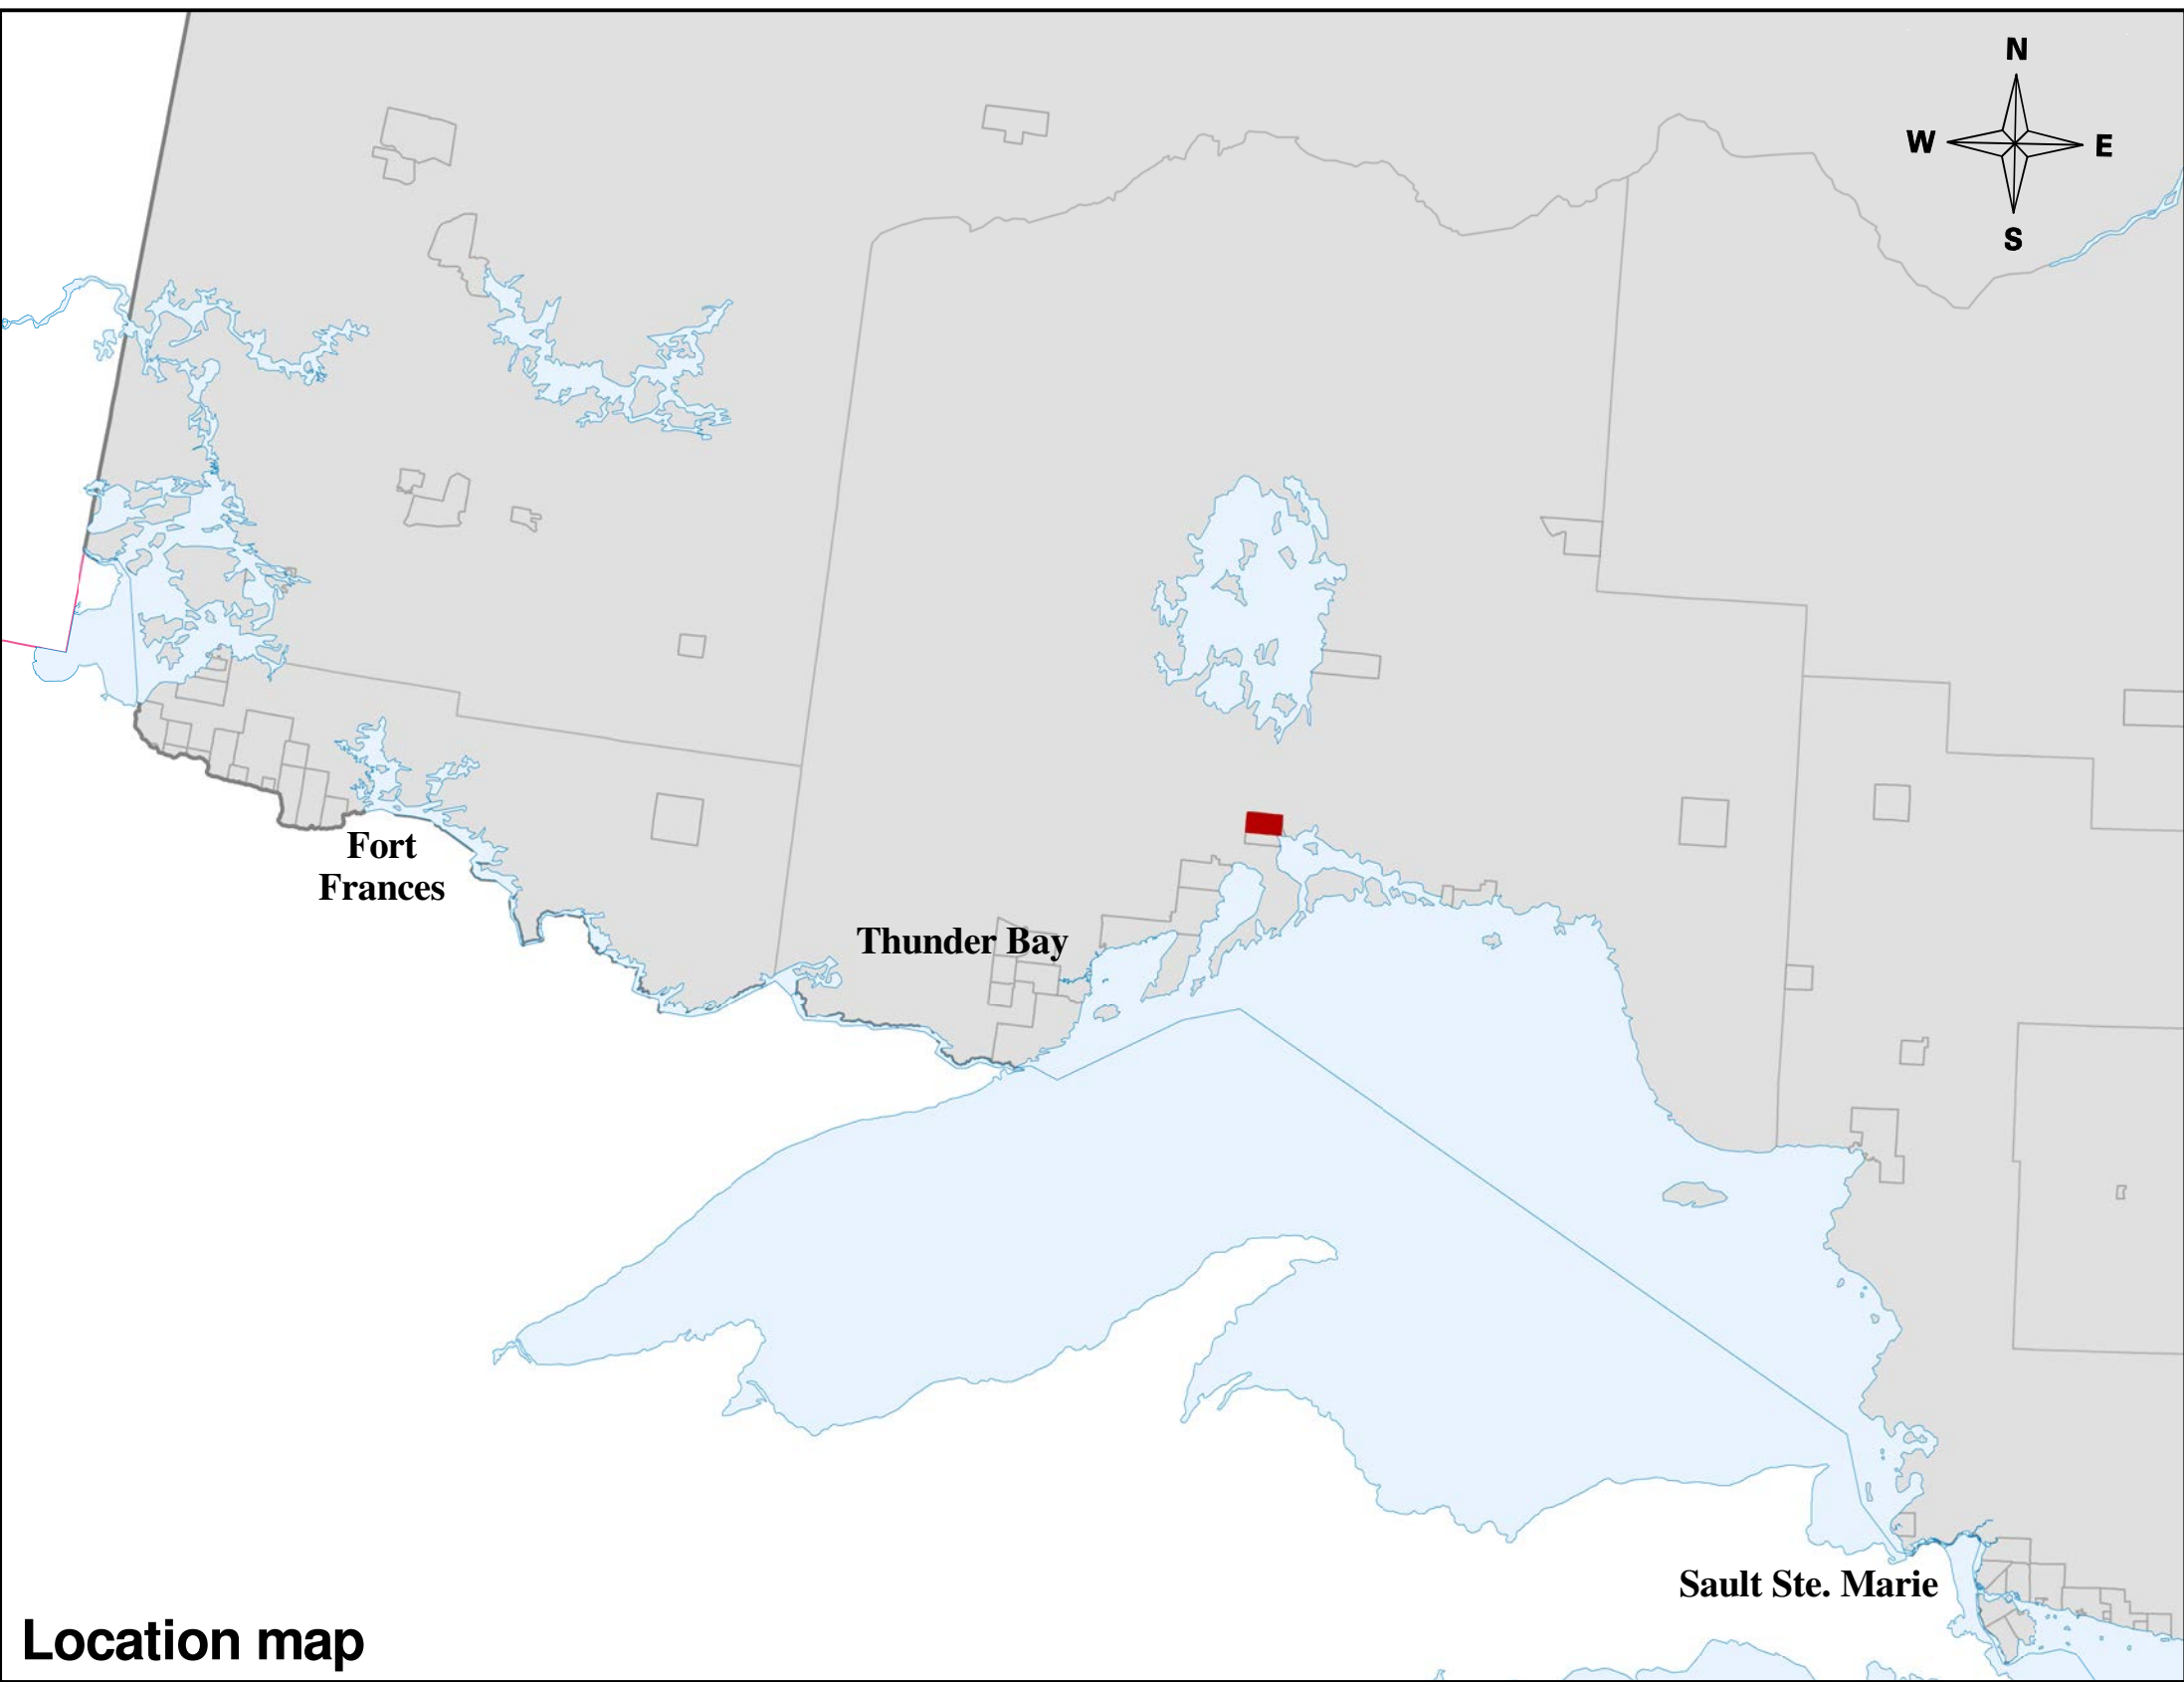 N
W
E
S
Fort
Frances
Thunder Bay
Sault Ste. Marie
Location map